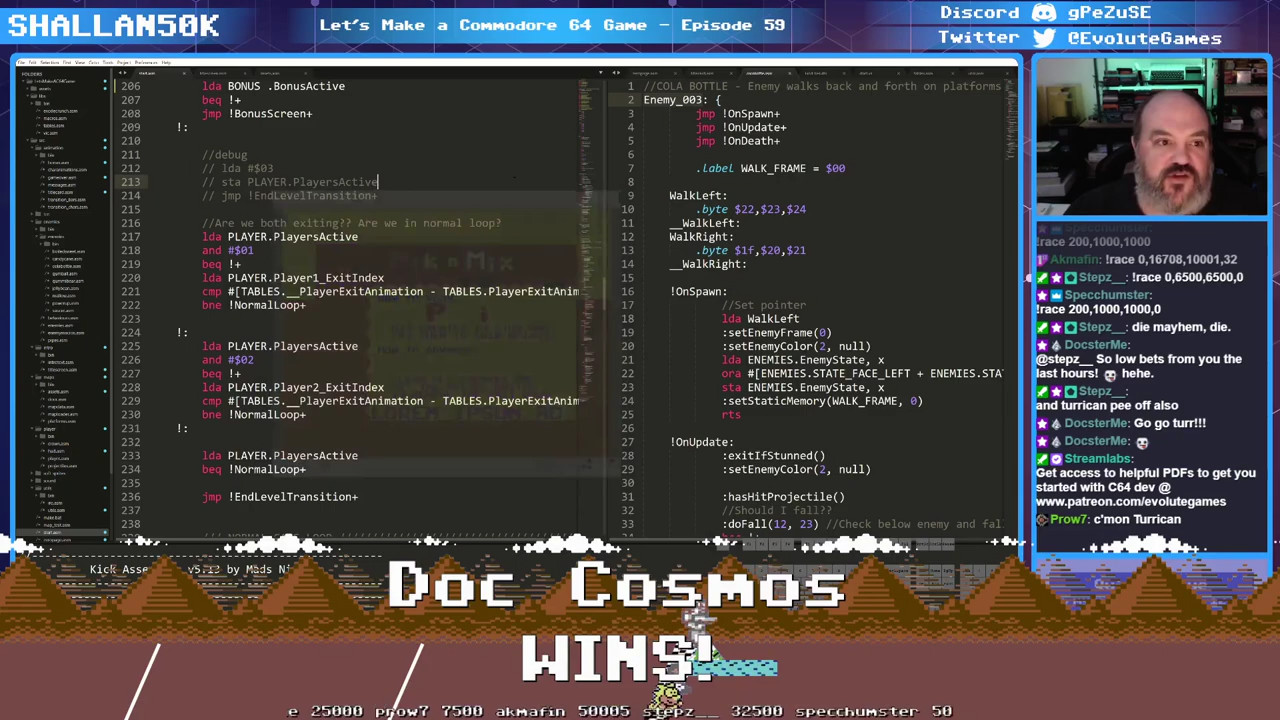 SHALLAN50K
Let's Make a Commodore 64 Game - Episode 59
Discord gPeZuSE
Twitter @EvoluteGames
FOLDERS
206 lda BONUS .BonusActive
207 beq !+
208 jmp !BonusScreen+
209 !:
210
211 //debug
212 // lda #$03
213 // sta PLAYER.PlayersActive
214 // jmp !EndLevelTransition+
215
216 //Are we both exiting?? Are we in normal loop?
217 lda PLAYER.PlayersActive
218 and #$01
219 beq !+
220 lda PLAYER.Player1_ExitIndex
221 cmp #[TABLES.__PlayerExitAnimation - TABLES.PlayerExitAnim
222 bne !NormalLoop+
223
224 !:
225 lda PLAYER.PlayersActive
226 and #$02
227 beq !+
228 lda PLAYER.Player2_ExitIndex
229 cmp #[TABLES.__PlayerExitAnimation - TABLES.PlayerExitAnim
230 bne !NormalLoop+
231 !:
232
233 lda PLAYER.PlayersActive
234 beq !NormalLoop+
235
236 jmp !EndLevelTransition+
237
238
1 //COLA BOTTLE - Enemy walks back and forth on platforms
2 Enemy_003: {
3 jmp !OnSpawn+
4 jmp !OnUpdate+
5 jmp !OnDeath+
6
7 .label WALK_FRAME = $00
8
9 WalkLeft:
10 .byte $22,$23,$24
11 __WalkLeft:
12 WalkRight:
13 .byte $1f,$20,$21
14 __WalkRight:
15
16 !OnSpawn:
17 //Set pointer
18 lda WalkLeft
19 :setEnemyFrame(0)
20 :setEnemyColor(2, null)
21 lda ENEMIES.EnemyState, x
22 ora #[ENEMIES.STATE_FACE_LEFT + ENEMIES.STA
23 sta ENEMIES.EnemyState, x
24 :setStaticMemory(WALK_FRAME, 0)
25 rts
26
27 !OnUpdate:
28 :exitIfStunned()
29 :setEnemyColor(2, null)
30
31 :hasHitProjectile()
32 //Should I fall??
33 :doFall(12, 23) //Check below enemy and fal
!race 200,1000,1000
Akmafin: !race 0,16708,10001,32
Stepz_: !race 0,6500,6500,0
Specchumster:
!race 200,1000,1000,0
Stepz_: die mayhem, die.
DocsterMe:
@stepz_ So low bets from you the
last hours! hehe.
Stepz_:
and turrican pee off also
DocsterMe: Go go turr!!!
DocsterMe:
Streamlabs:
Get access to helpful PDFs to get you
started with C64 dev @
www.patreon.com/evolutegames
Prow7: c'mon Turrican
Kick Asse v5.13 by Mads Ni
Doc Cosmos
WINS!
e 25000 prow7 7500 akmafin 50005 stepz__ 32500 specchumster 50